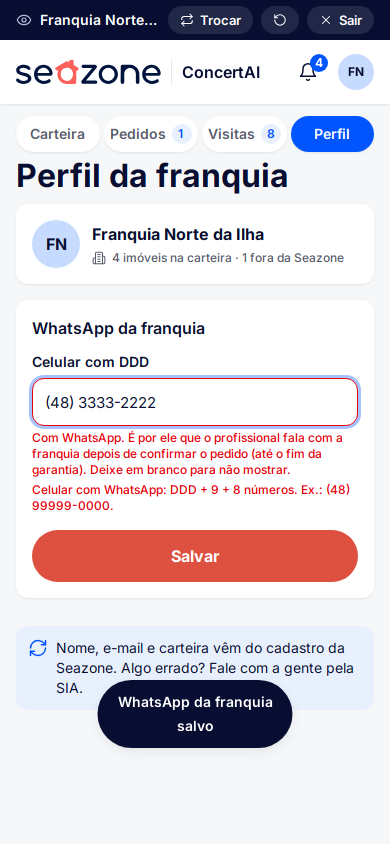 Franquia Norte...
Trocar
Sair
seazone
ConcertAI
4
FN
Carteira
Pedidos 1
Visitas 8
Perfil
Perfil da franquia
FN
Franquia Norte da Ilha
4 imóveis na carteira · 1 fora da Seazone
WhatsApp da franquia
Celular com DDD
(48) 3333-2222
Com WhatsApp. É por ele que o profissional fala com a
franquia depois de confirmar o pedido (até o fim da
garantia). Deixe em branco para não mostrar.
Celular com WhatsApp: DDD + 9 + 8 números. Ex.: (48)
99999-0000.
Salvar
Nome, e-mail e carteira vêm do cadastro da
Seazone. Algo errado? Fale com a gente pela
SIA.
WhatsApp da franquia
salvo